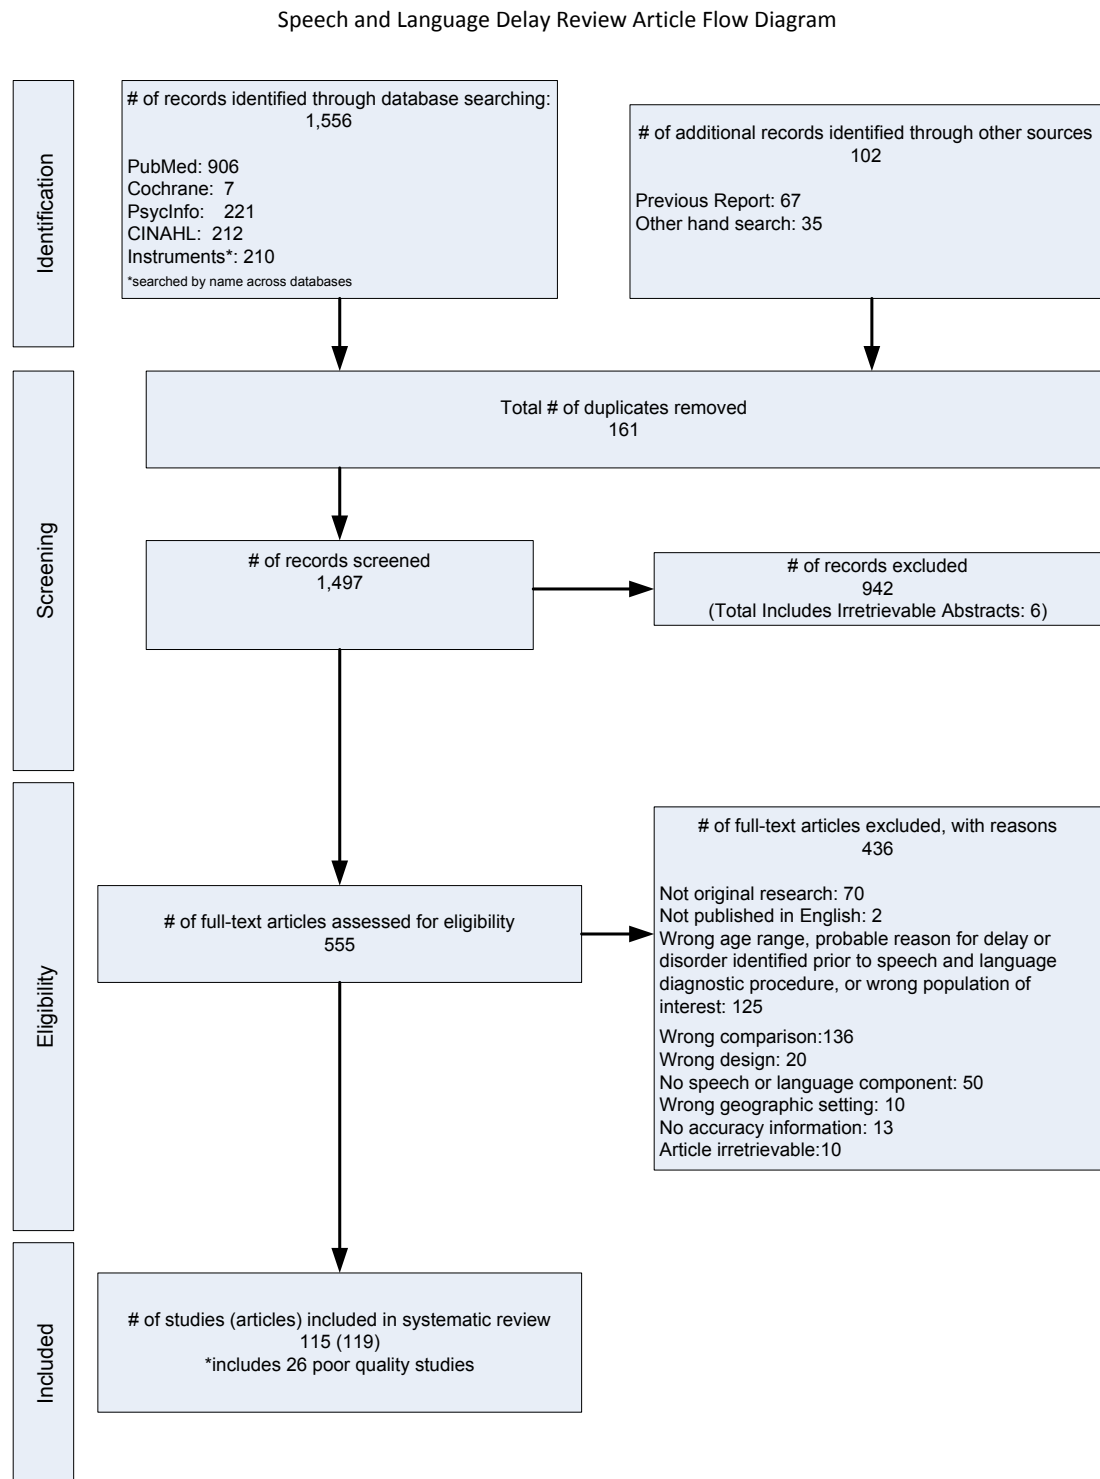 Speech and Language Delay Review Article Flow Diagram
Identification
# of records identified through database searching:
1,556
PubMed: 906
Cochrane: 7
PsycInfo: 221
CINAHL: 212
Instruments*: 210
*searched by name across databases
# of additional records identified through other sources
102
Previous Report: 67
Other hand search: 35
Screening
Total # of duplicates removed
161
# of records screened
1,497
# of records excluded
942
(Total Includes Irretrievable Abstracts: 6)
Eligibility
# of full-text articles assessed for eligibility
555
# of full-text articles excluded, with reasons
436
Not original research: 70
Not published in English: 2
Wrong age range, probable reason for delay or
disorder identified prior to speech and language
diagnostic procedure, or wrong population of
interest: 125
Wrong comparison:136
Wrong design: 20
No speech or language component: 50
Wrong geographic setting: 10
No accuracy information: 13
Article irretrievable:10
Included
# of studies (articles) included in systematic review
115 (119)
*includes 26 poor quality studies